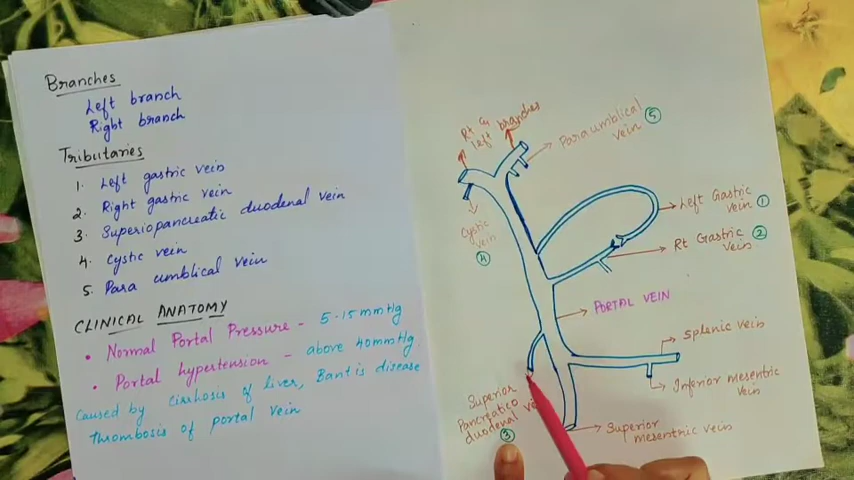 Branches
Left branch
Right branch
Tributaries
1. Left gastric vein
2. Right gastric vein
3. Superiopancreatic duodenal vein
4. Cystic vein
5. Para umbilical vein
CLINICAL ANATOMY
• Normal Portal Pressure - 5-15 mmHg
• Portal hypertension - above 40mmHg
Caused by cirrhosis of liver, Banti's disease
thrombosis of portal vein
Rt &
left branches
Paraumblical
vein 5
Cystic
vein
4
Left Gastric
vein 1
Rt Gastric
vein 2
PORTAL VEIN
Splenic vein
Inferior mesentric
vein
Superior
Pancreatico
duodenal
3
Superior
mesentric vein